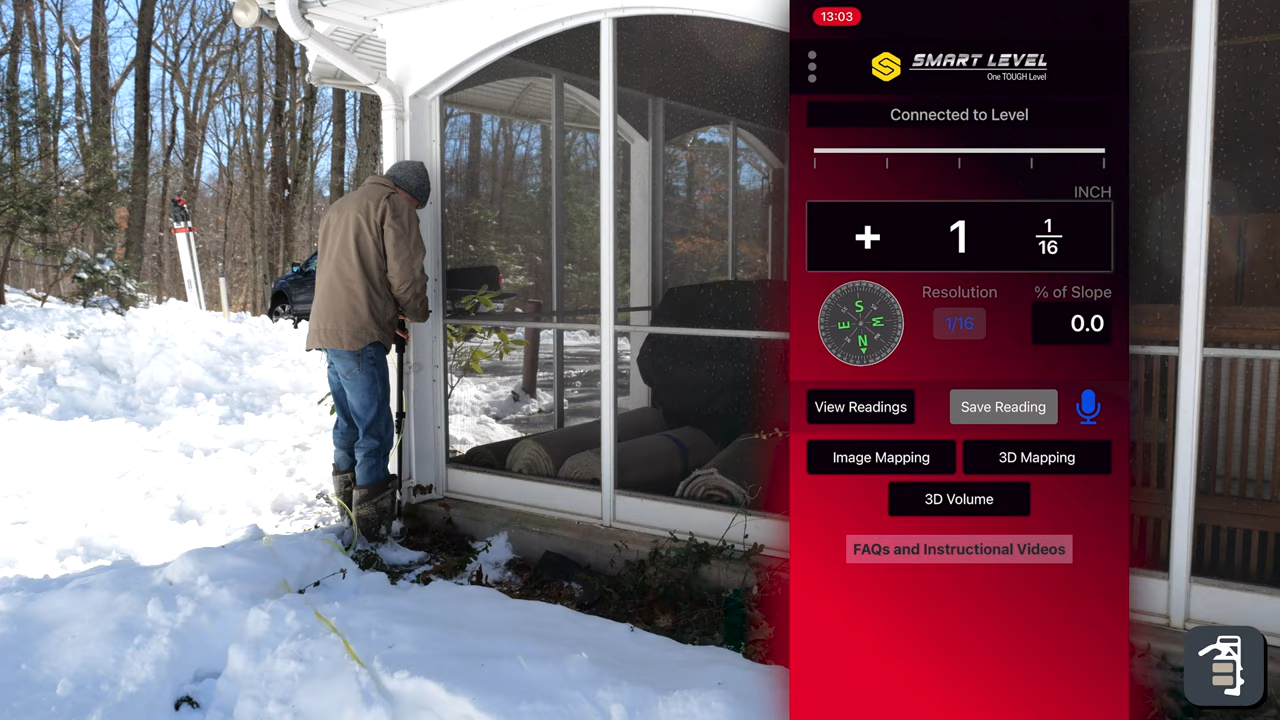 13:03
SMART LEVEL
One TOUGH Level
Connected to Level
INCH
+ 1 1/16
Resolution
% of Slope
1/16
0.0
S
E
W
N
View Readings
Save Reading
Image Mapping
3D Mapping
3D Volume
FAQs and Instructional Videos